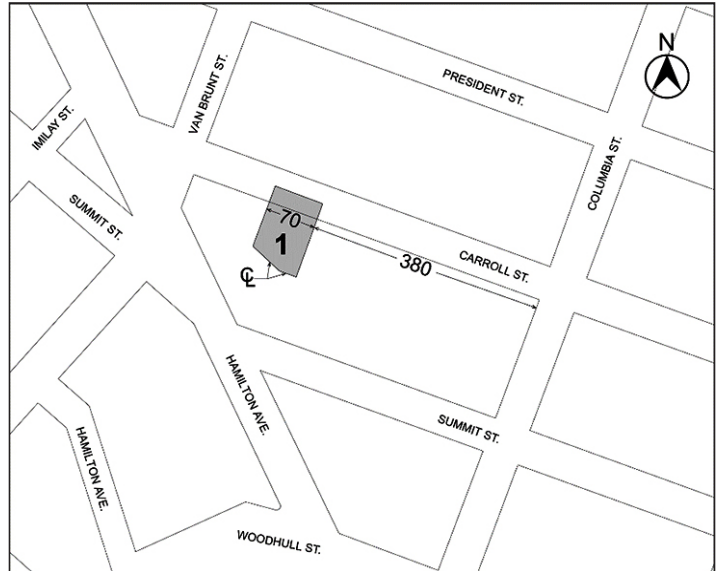 N
PRESIDENT ST.
VAN BRUNT ST.
IMILAY ST.
COLUMBIA ST.
SUMMIT ST.
70
1
CARROLL ST.
380
℄
HAMILTON AVE.
SUMMIT ST.
HAMILTON AVE.
WOODHULL ST.